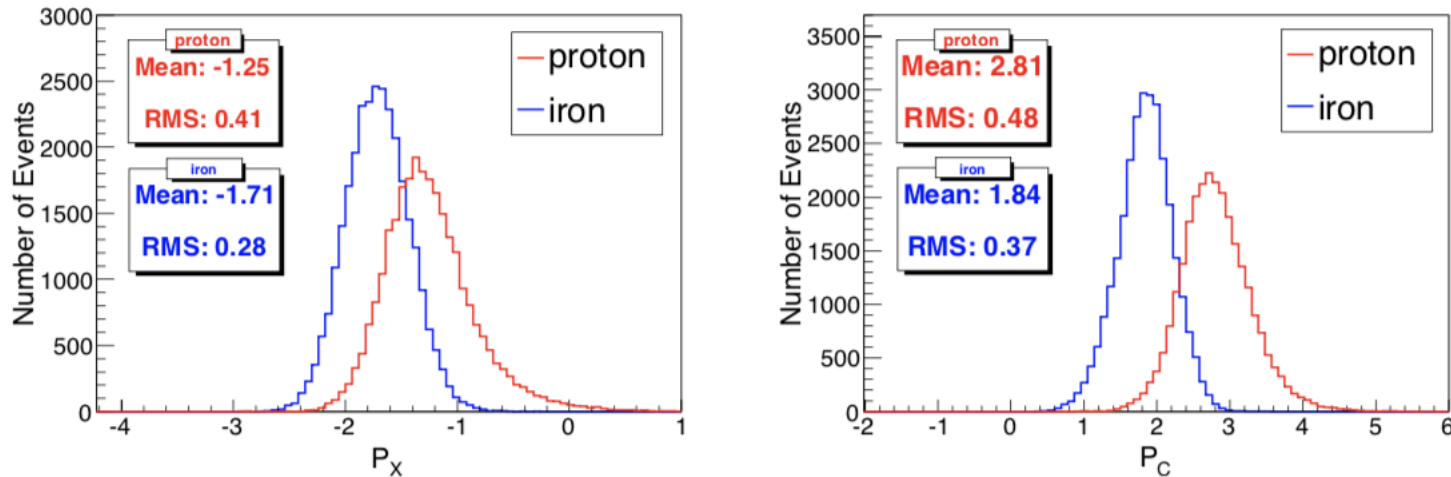 3000
2500
2000
1500
1000
500
0
Number of Events
proton
Mean: -1.25
RMS: 0.41
iron
Mean: -1.71
RMS: 0.28
proton
iron
-4 -3 -2 -1 0 1
P_X
3500
3000
2500
2000
1500
1000
500
0
Number of Events
proton
Mean: 2.81
RMS: 0.48
iron
Mean: 1.84
RMS: 0.37
proton
iron
-2 -1 0 1 2 3 4 5 6
P_C